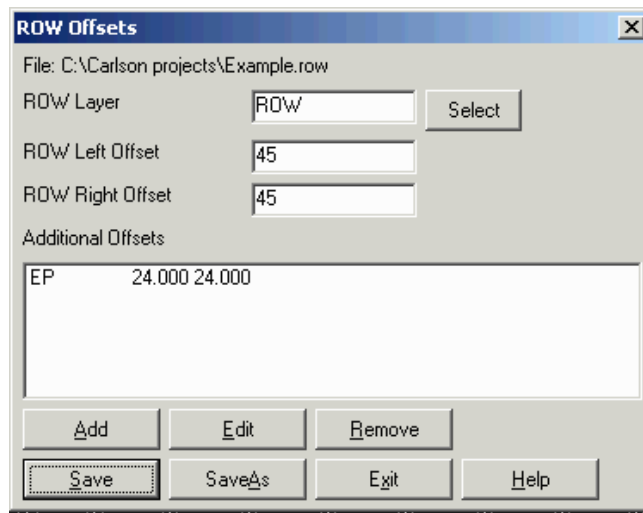 ROW Offsets
File: C:\Carlson projects\Example.row
ROW Layer ROW Select
ROW Left Offset 45
ROW Right Offset 45
Additional Offsets
EP 24.000 24.000
Add Edit Remove
Save SaveAs Exit Help